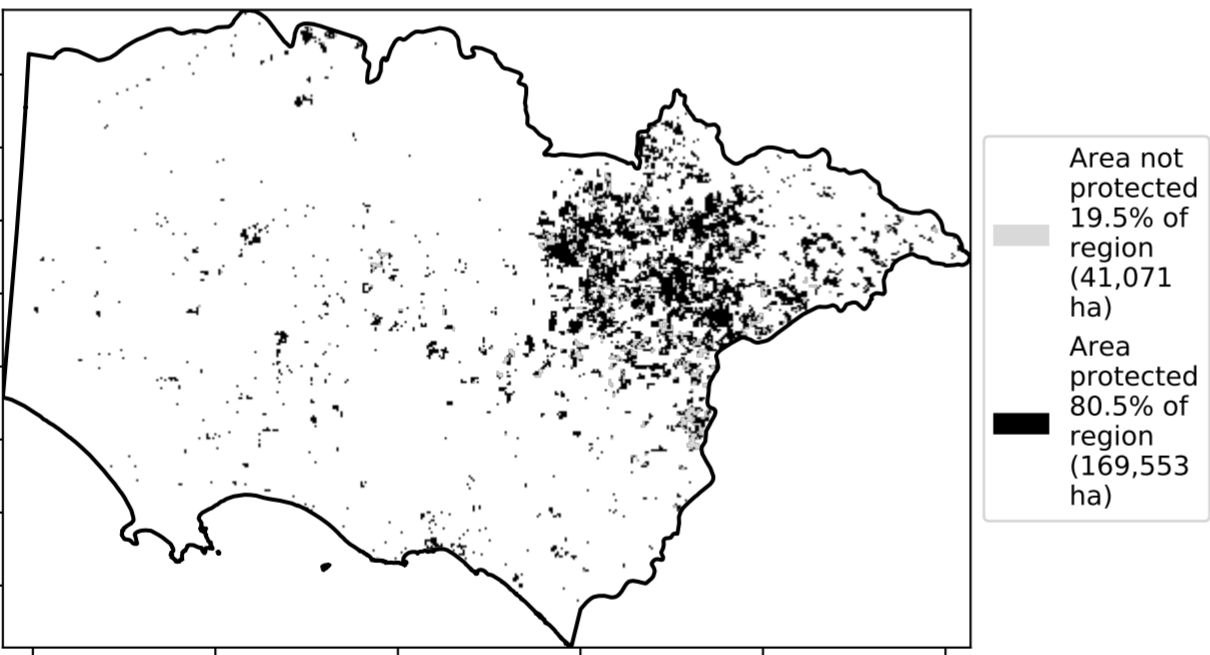 Area not
protected
19.5% of
region
(41,071
ha)
Area
protected
80.5% of
region
(169,553
ha)